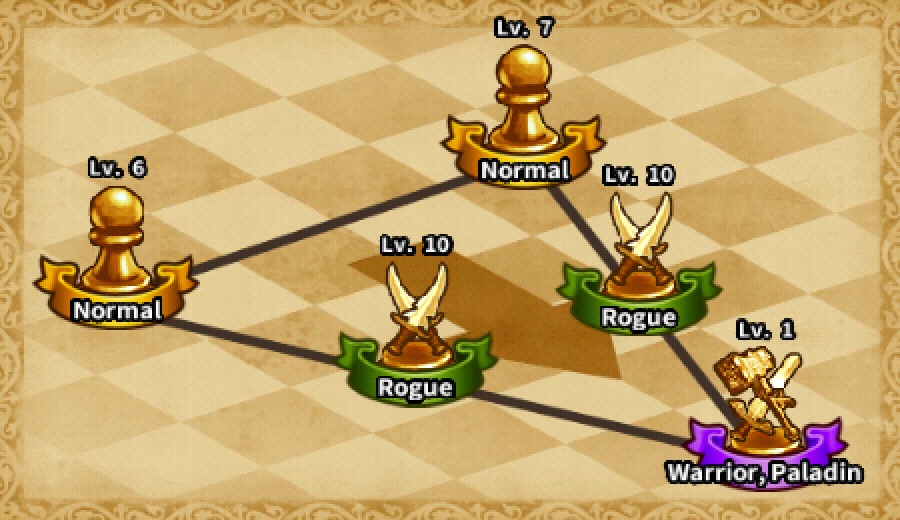 Lv. 7
Normal
Lv. 6
Normal
Lv. 10
Rogue
Lv. 10
Rogue
Lv. 1
Warrior, Paladin